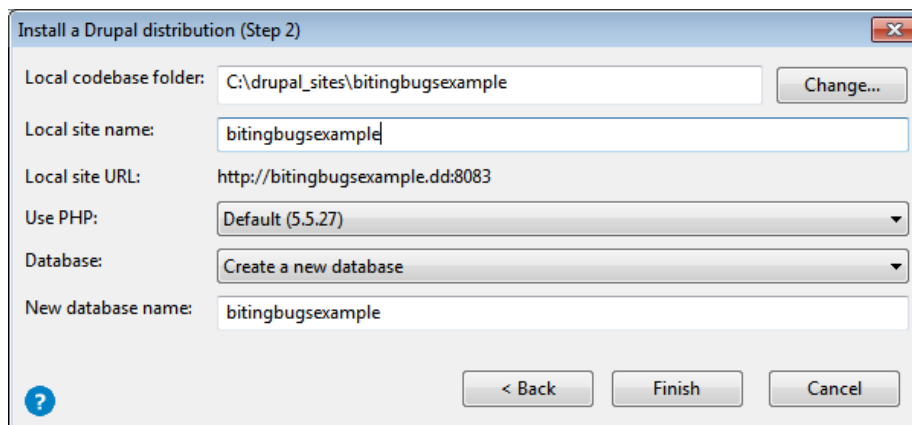 Install a Drupal distribution (Step 2)
Local codebase folder: C:\drupal_sites\bitingbugsexample Change...
Local site name: bitingbugsexample
Local site URL: http://bitingbugsexample.dd:8083
Use PHP: Default (5.5.27)
Database: Create a new database
New database name: bitingbugsexample
? < Back Finish Cancel